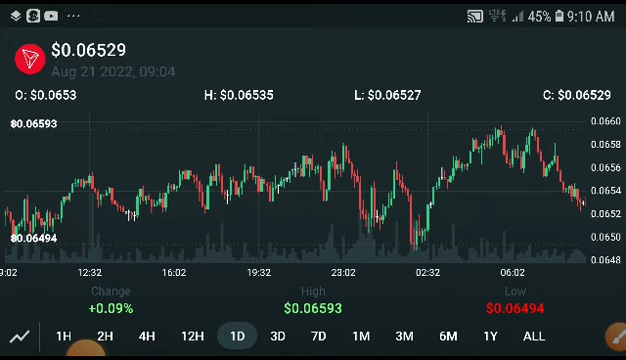 LTE 45% 9:10 AM
$0.06529
Aug 21 2022, 09:04
O: $0.0653 H: $0.06535 L: $0.06527 C: $0.06529
$0.06593
0.0660
0.0658
0.0656
0.0654
0.0652
$0.06494
0.0650
0.0648
9:02 12:32 16:02 19:32 23:02 02:32 06:02
Change High Low
+0.09% $0.06593 $0.06494
1H 2H 4H 12H 1D 3D 7D 1M 3M 6M 1Y ALL